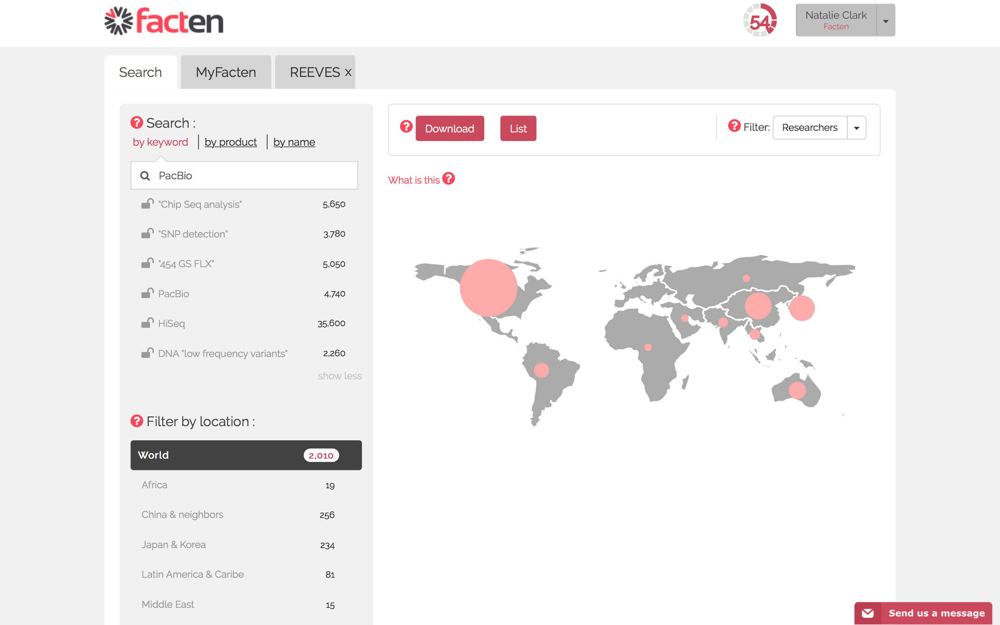 facten
54
Natalie Clark
Facten
Search
MyFacten
REEVES x
? Search :
by keyword | by product | by name
PacBio
"Chip Seq analysis" 5,650
"SNP detection" 3,780
"454 GS FLX" 5,050
PacBio 4,740
HiSeq 35,600
DNA "low frequency variants" 2,260
show less
? Filter by location :
World 2,010
Africa 19
China & neighbors 256
Japan & Korea 234
Latin America & Caribe 81
Middle East 15
? Download List
? Filter: Researchers
What is this ?
Send us a message